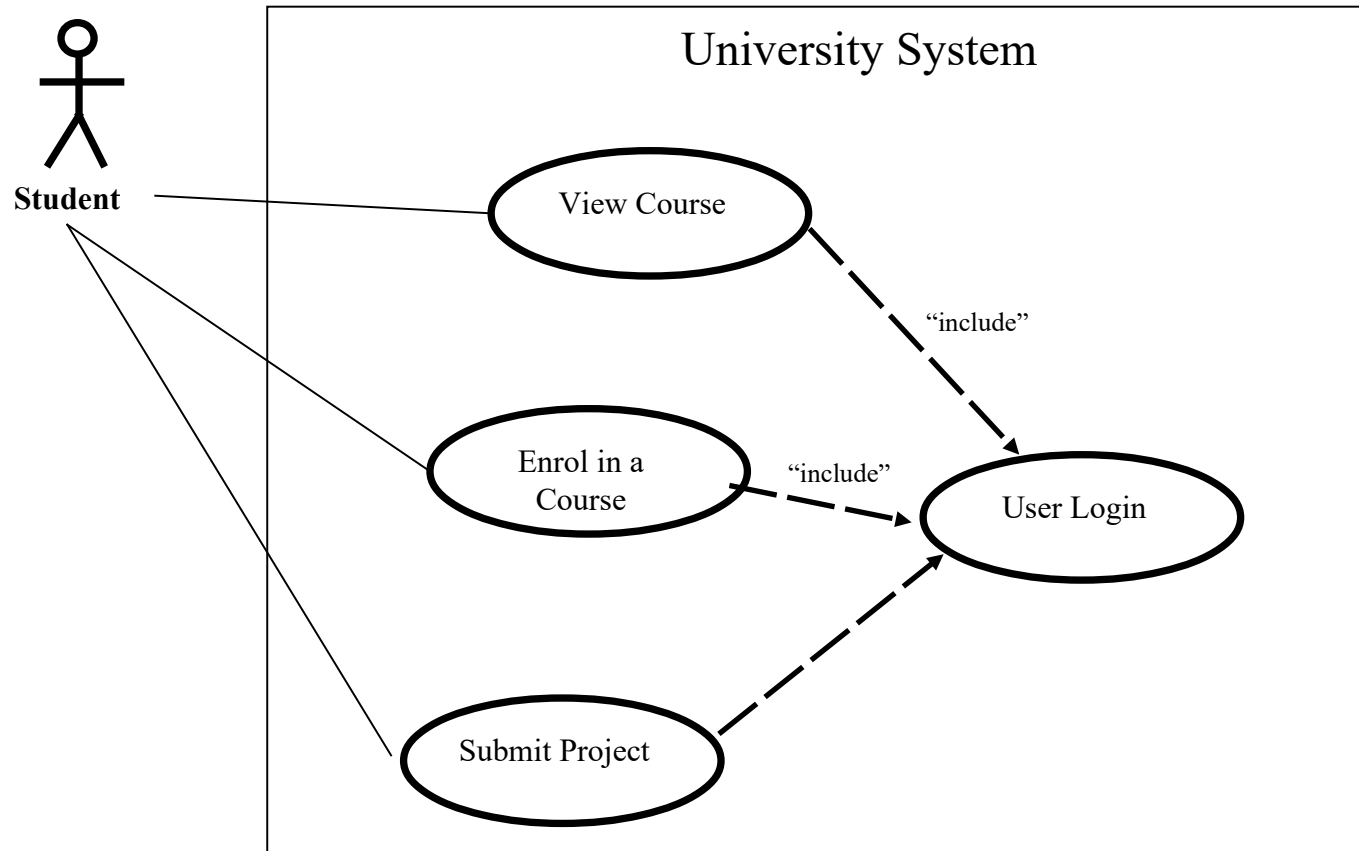 University System
Student
View Course
“include”
Enrol in a
Course
“include”
User Login
Submit Project